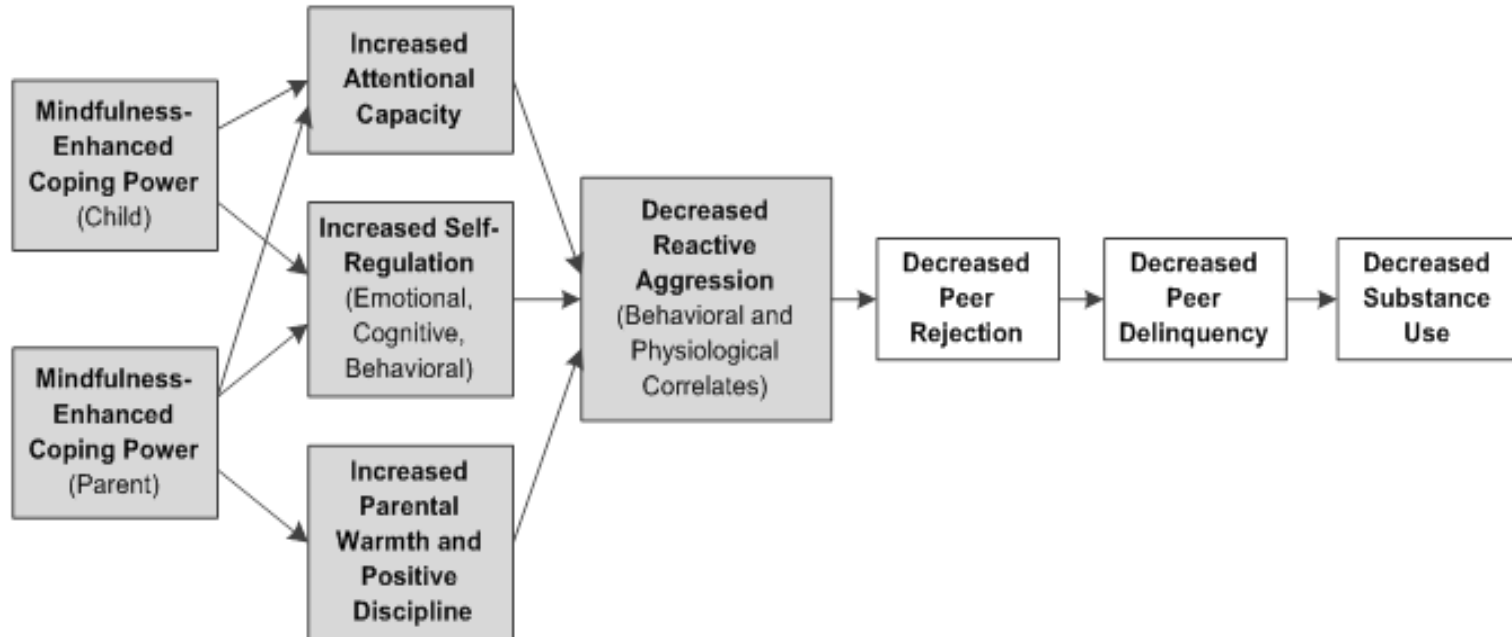 Mindfulness-
Enhanced
Coping Power
(Child)
Mindfulness-
Enhanced
Coping Power
(Parent)
Increased
Attentional
Capacity
Increased Self-
Regulation
(Emotional,
Cognitive,
Behavioral)
Increased
Parental
Warmth and
Positive
Discipline
Decreased
Reactive
Aggression
(Behavioral and
Physiological
Correlates)
Decreased
Peer
Rejection
Decreased
Peer
Delinquency
Decreased
Substance
Use